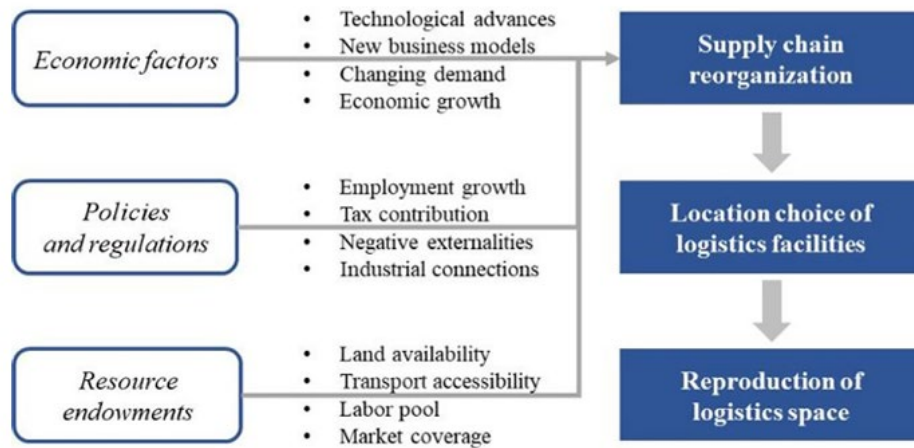 Economic factors
• Technological advances
• New business models
• Changing demand
• Economic growth
Supply chain
reorganization
Policies
and regulations
• Employment growth
• Tax contribution
• Negative externalities
• Industrial connections
Location choice of
logistics facilities
Resource
endowments
• Land availability
• Transport accessibility
• Labor pool
• Market coverage
Reproduction of
logistics space